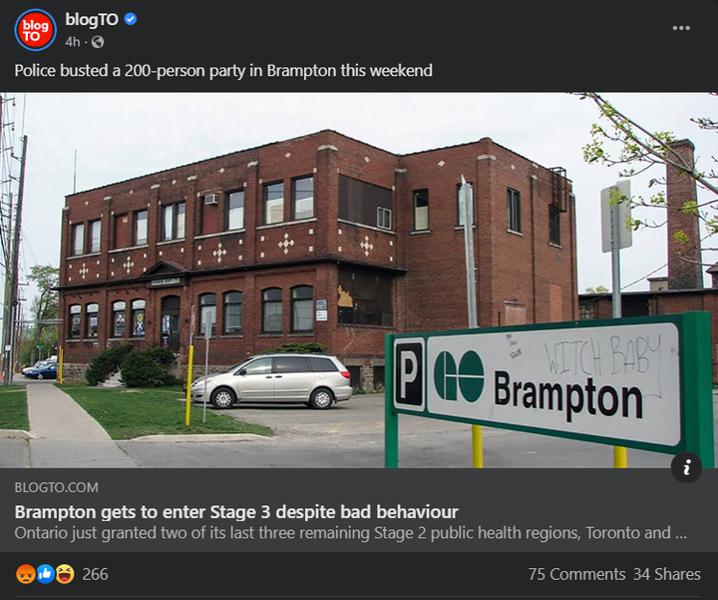 blog
TO
blogTO
4h ·
Police busted a 200-person party in Brampton this weekend
WITCH BABY
P
GO
Brampton
BLOGTO.COM
Brampton gets to enter Stage 3 despite bad behaviour
Ontario just granted two of its last three remaining Stage 2 public health regions, Toronto and ...
266
75 Comments 34 Shares